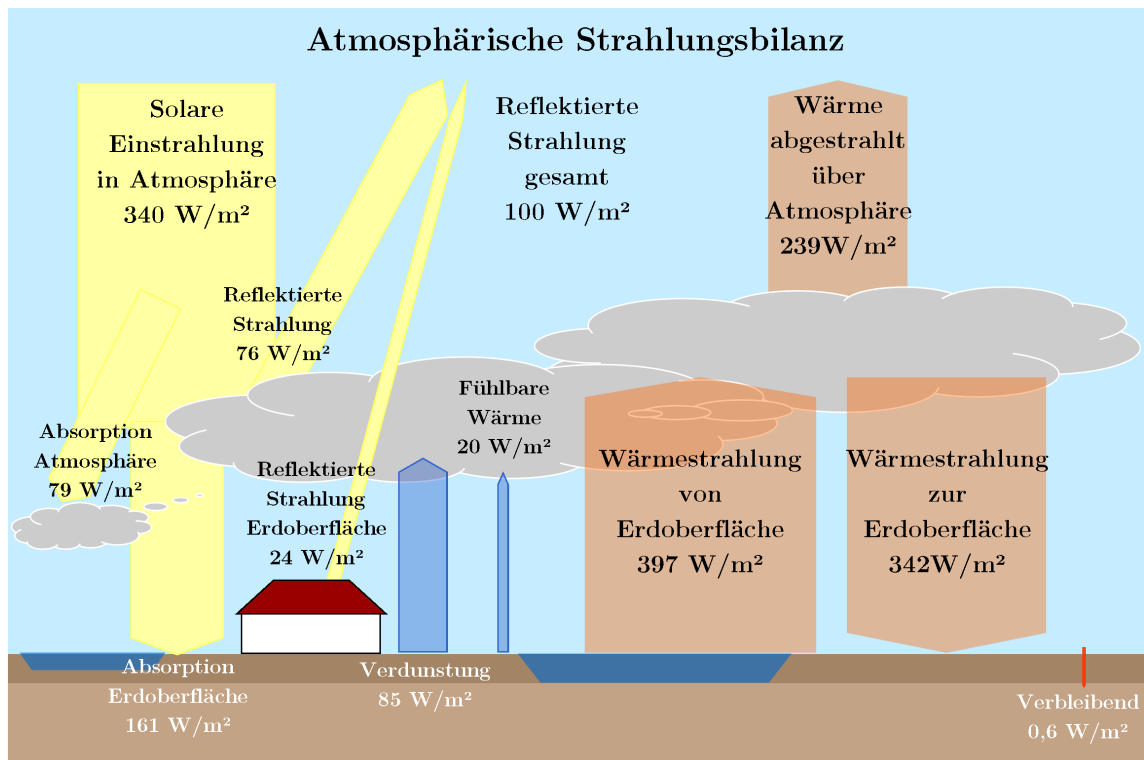 Atmosphärische Strahlungsbilanz
Solare
Einstrahlung
in Atmosphäre
340 W/m²
Reflektierte
Strahlung
gesamt
100 W/m²
Wärme
abgestrahlt
über
Atmosphäre
239W/m²
Reflektierte
Strahlung
76 W/m²
Absorption
Atmosphäre
79 W/m²
Reflektierte
Strahlung
Erdoberfläche
24 W/m²
Fühlbare
Wärme
20 W/m²
Wärmestrahlung
von
Erdoberfläche
397 W/m²
Wärmestrahlung
zur
Erdoberfläche
342W/m²
Absorption
Erdoberfläche
161 W/m²
Verdunstung
85 W/m²
Verbleibend
0,6 W/m²